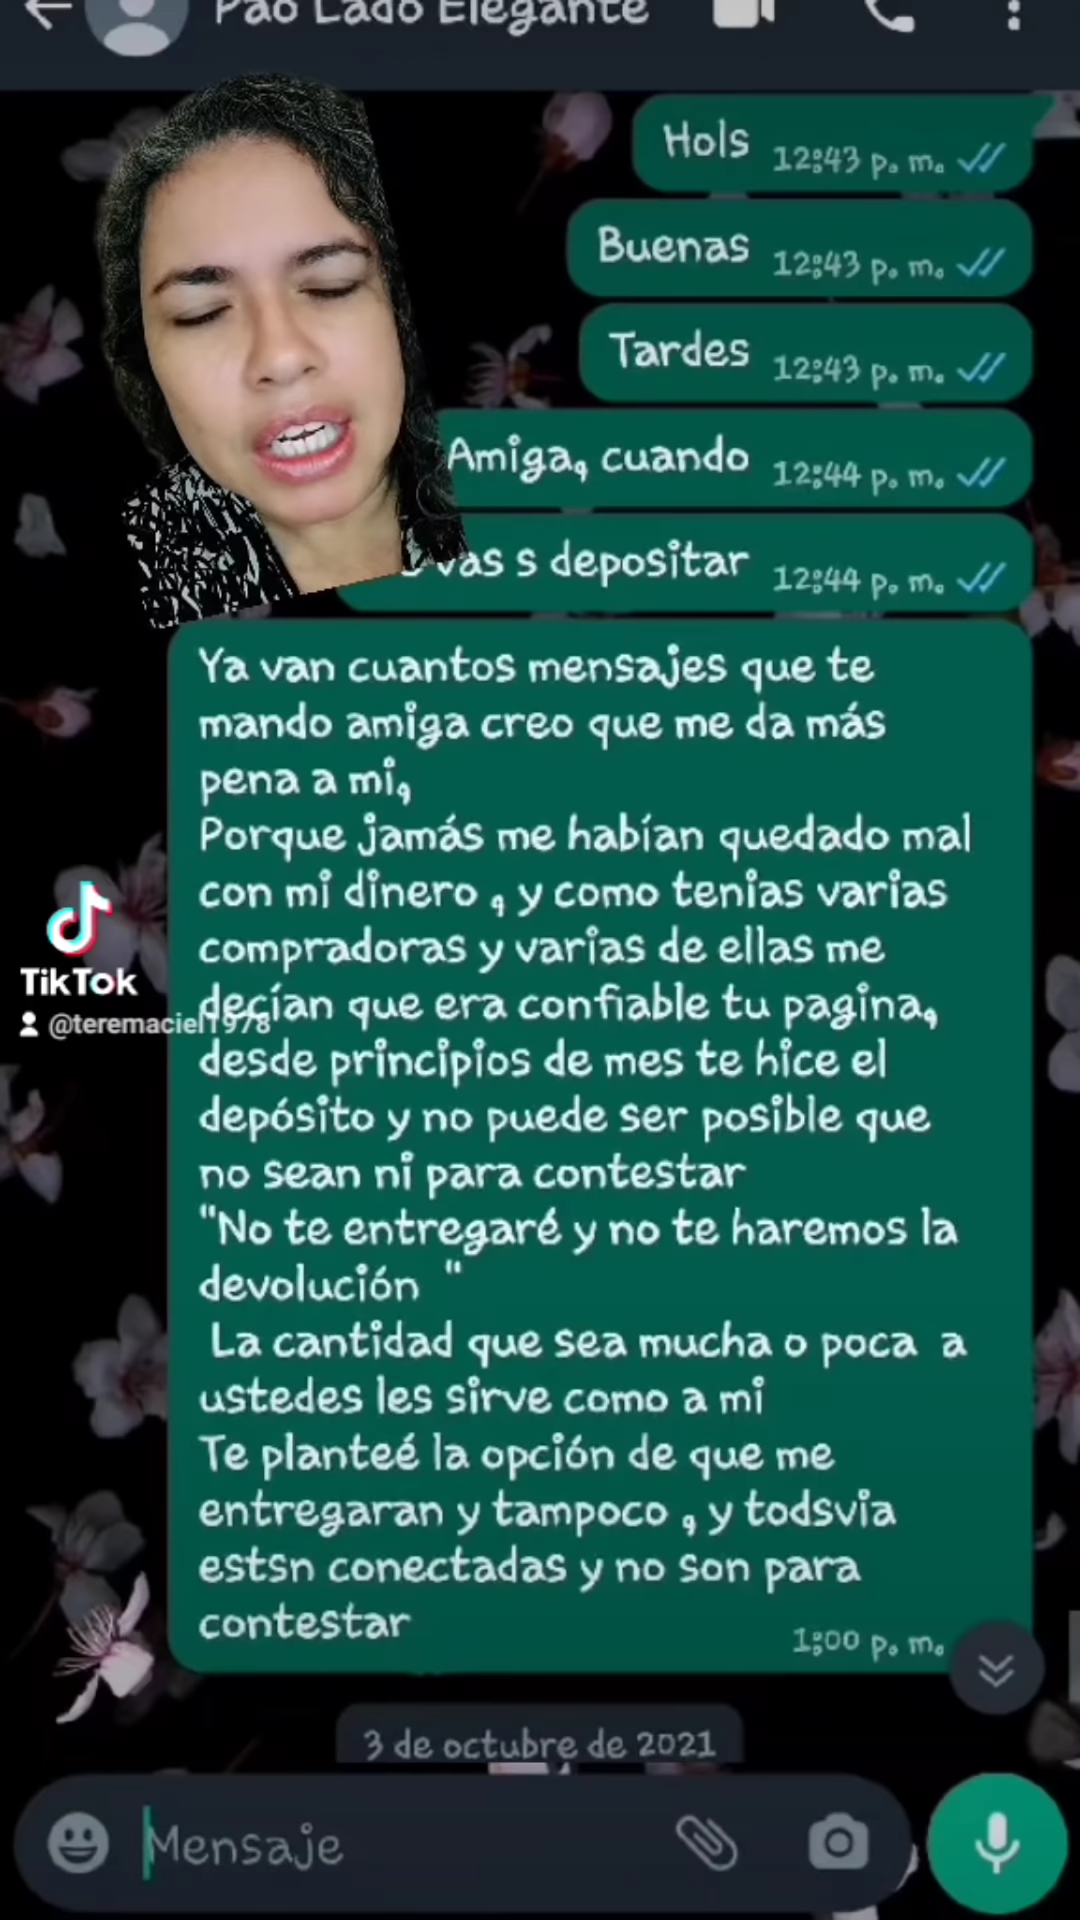 Pao Lado Elegante
Hols 12:43 p. m.
Buenas 12:43 p. m.
Tardes 12:43 p. m.
Amiga, cuando 12:44 p. m.
vas s depositar 12:44 p. m.
Ya van cuantos mensajes que te
mando amiga creo que me da más
pena a mi,
Porque jamás me habían quedado mal
con mi dinero , y como tenias varias
compradoras y varias de ellas me
decían que era confiable tu pagina,
desde principios de mes te hice el
depósito y no puede ser posible que
no sean ni para contestar
"No te entregaré y no te haremos la
devolución "
La cantidad que sea mucha o poca a
ustedes les sirve como a mi
Te planteé la opción de que me
entregaran y tampoco , y todsvia
estsn conectadas y no son para
contestar
1:00 p. m.
TikTok
@teremaciel1978
3 de octubre de 2021
Mensaje